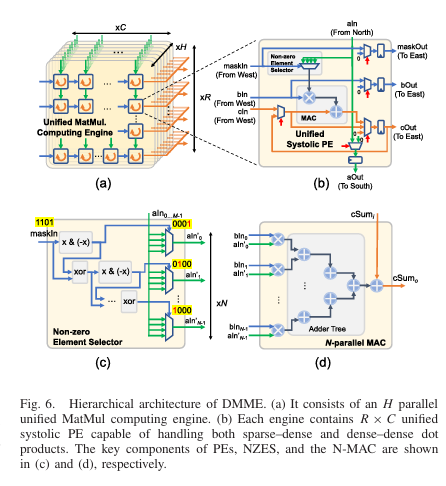 xC
xH
xR
...
...
...
Unified MatMul.
Computing Engine
(a)
aIn
(From North)
maskIn
(From West)
Non-zero
Element
Selector
0
maskOut
(To East)
bIn
(From West)
0
bOut
(To East)
cIn
(From West)
MAC
Unified
Systolic PE
cOut
(To East)
aOut
(To South)
(b)
1101
maskIn
aIn0...M-1
0001
x & (-x)
aIn'0
xor
x & (-x)
0100
aIn'1
xN
...
xor
1000
aIn'N-1
Non-zero
Element Selector
(c)
cSumi
bIn0
aIn'0
bIn1
aIn'1
cSumo
bInN-1
aIn'N-1
Adder Tree
N-parallel MAC
(d)
Fig. 6. Hierarchical architecture of DMME. (a) It consists of an H parallel
unified MatMul computing engine. (b) Each engine contains R × C unified
systolic PE capable of handling both sparse–dense and dense–dense dot
products. The key components of PEs, NZES, and the N-MAC are shown
in (c) and (d), respectively.